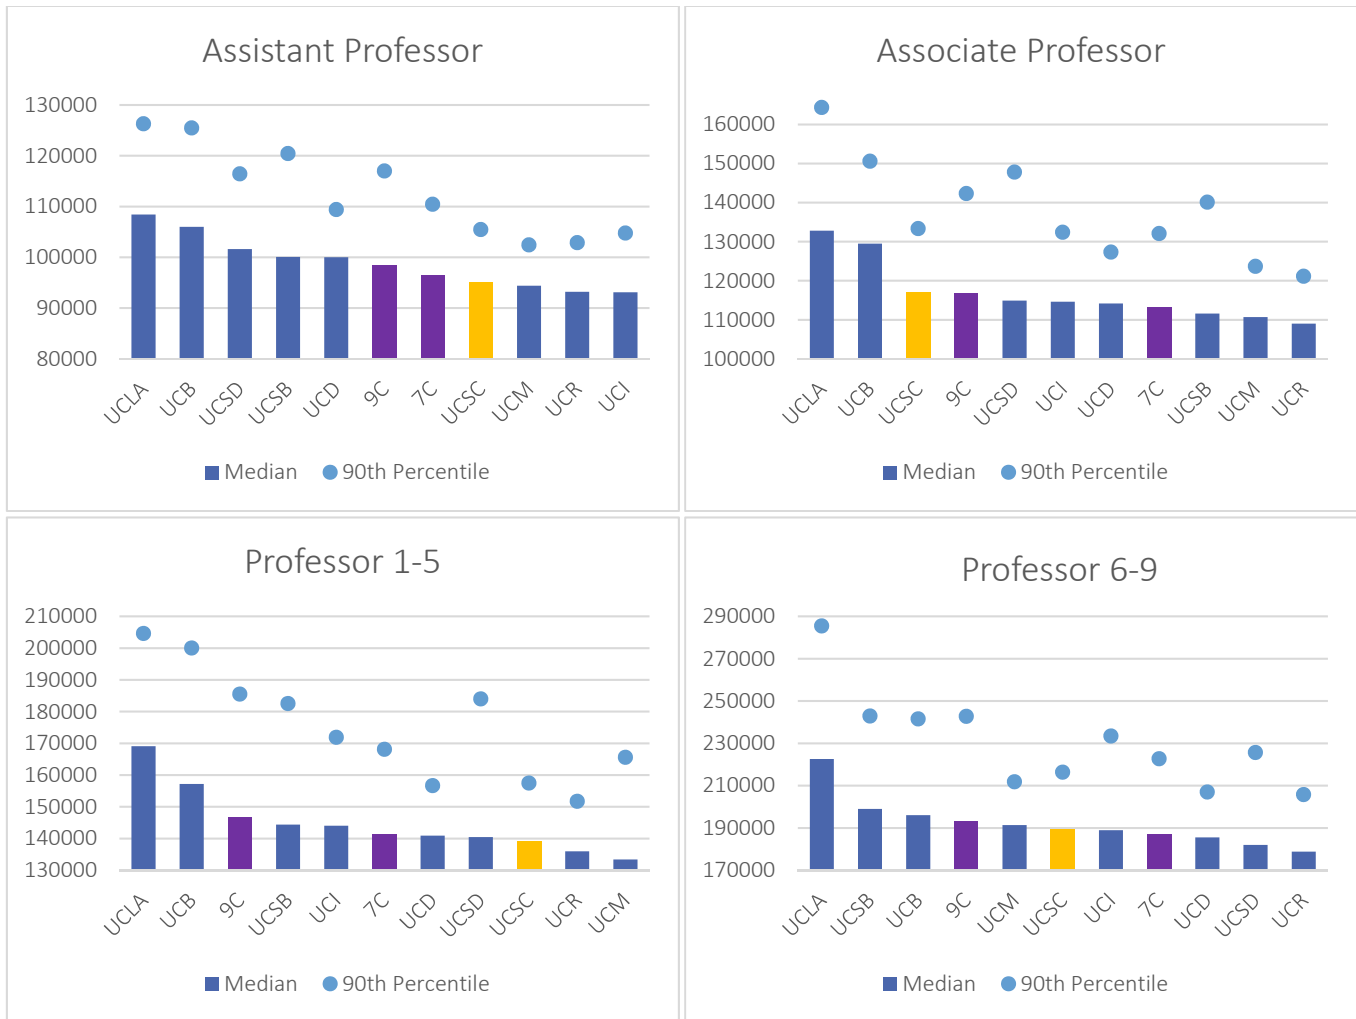 Assistant Professor
130000
120000
110000
100000
90000
80000
UCLA UCB UCSD UCSB UCD 9C 7C UCSC UCM UCR UCI
Median 90th Percentile
Associate Professor
160000
150000
140000
130000
120000
110000
100000
UCLA UCB UCSC 9C UCSD UCI UCD 7C UCSB UCM UCR
Median 90th Percentile
Professor 1-5
210000
200000
190000
180000
170000
160000
150000
140000
130000
UCLA UCB 9C UCSB UCI 7C UCD UCSD UCSC UCR UCM
Median 90th Percentile
Professor 6-9
290000
270000
250000
230000
210000
190000
170000
UCLA UCSB UCB 9C UCM UCSC UCI 7C UCD UCSD UCR
Median 90th Percentile